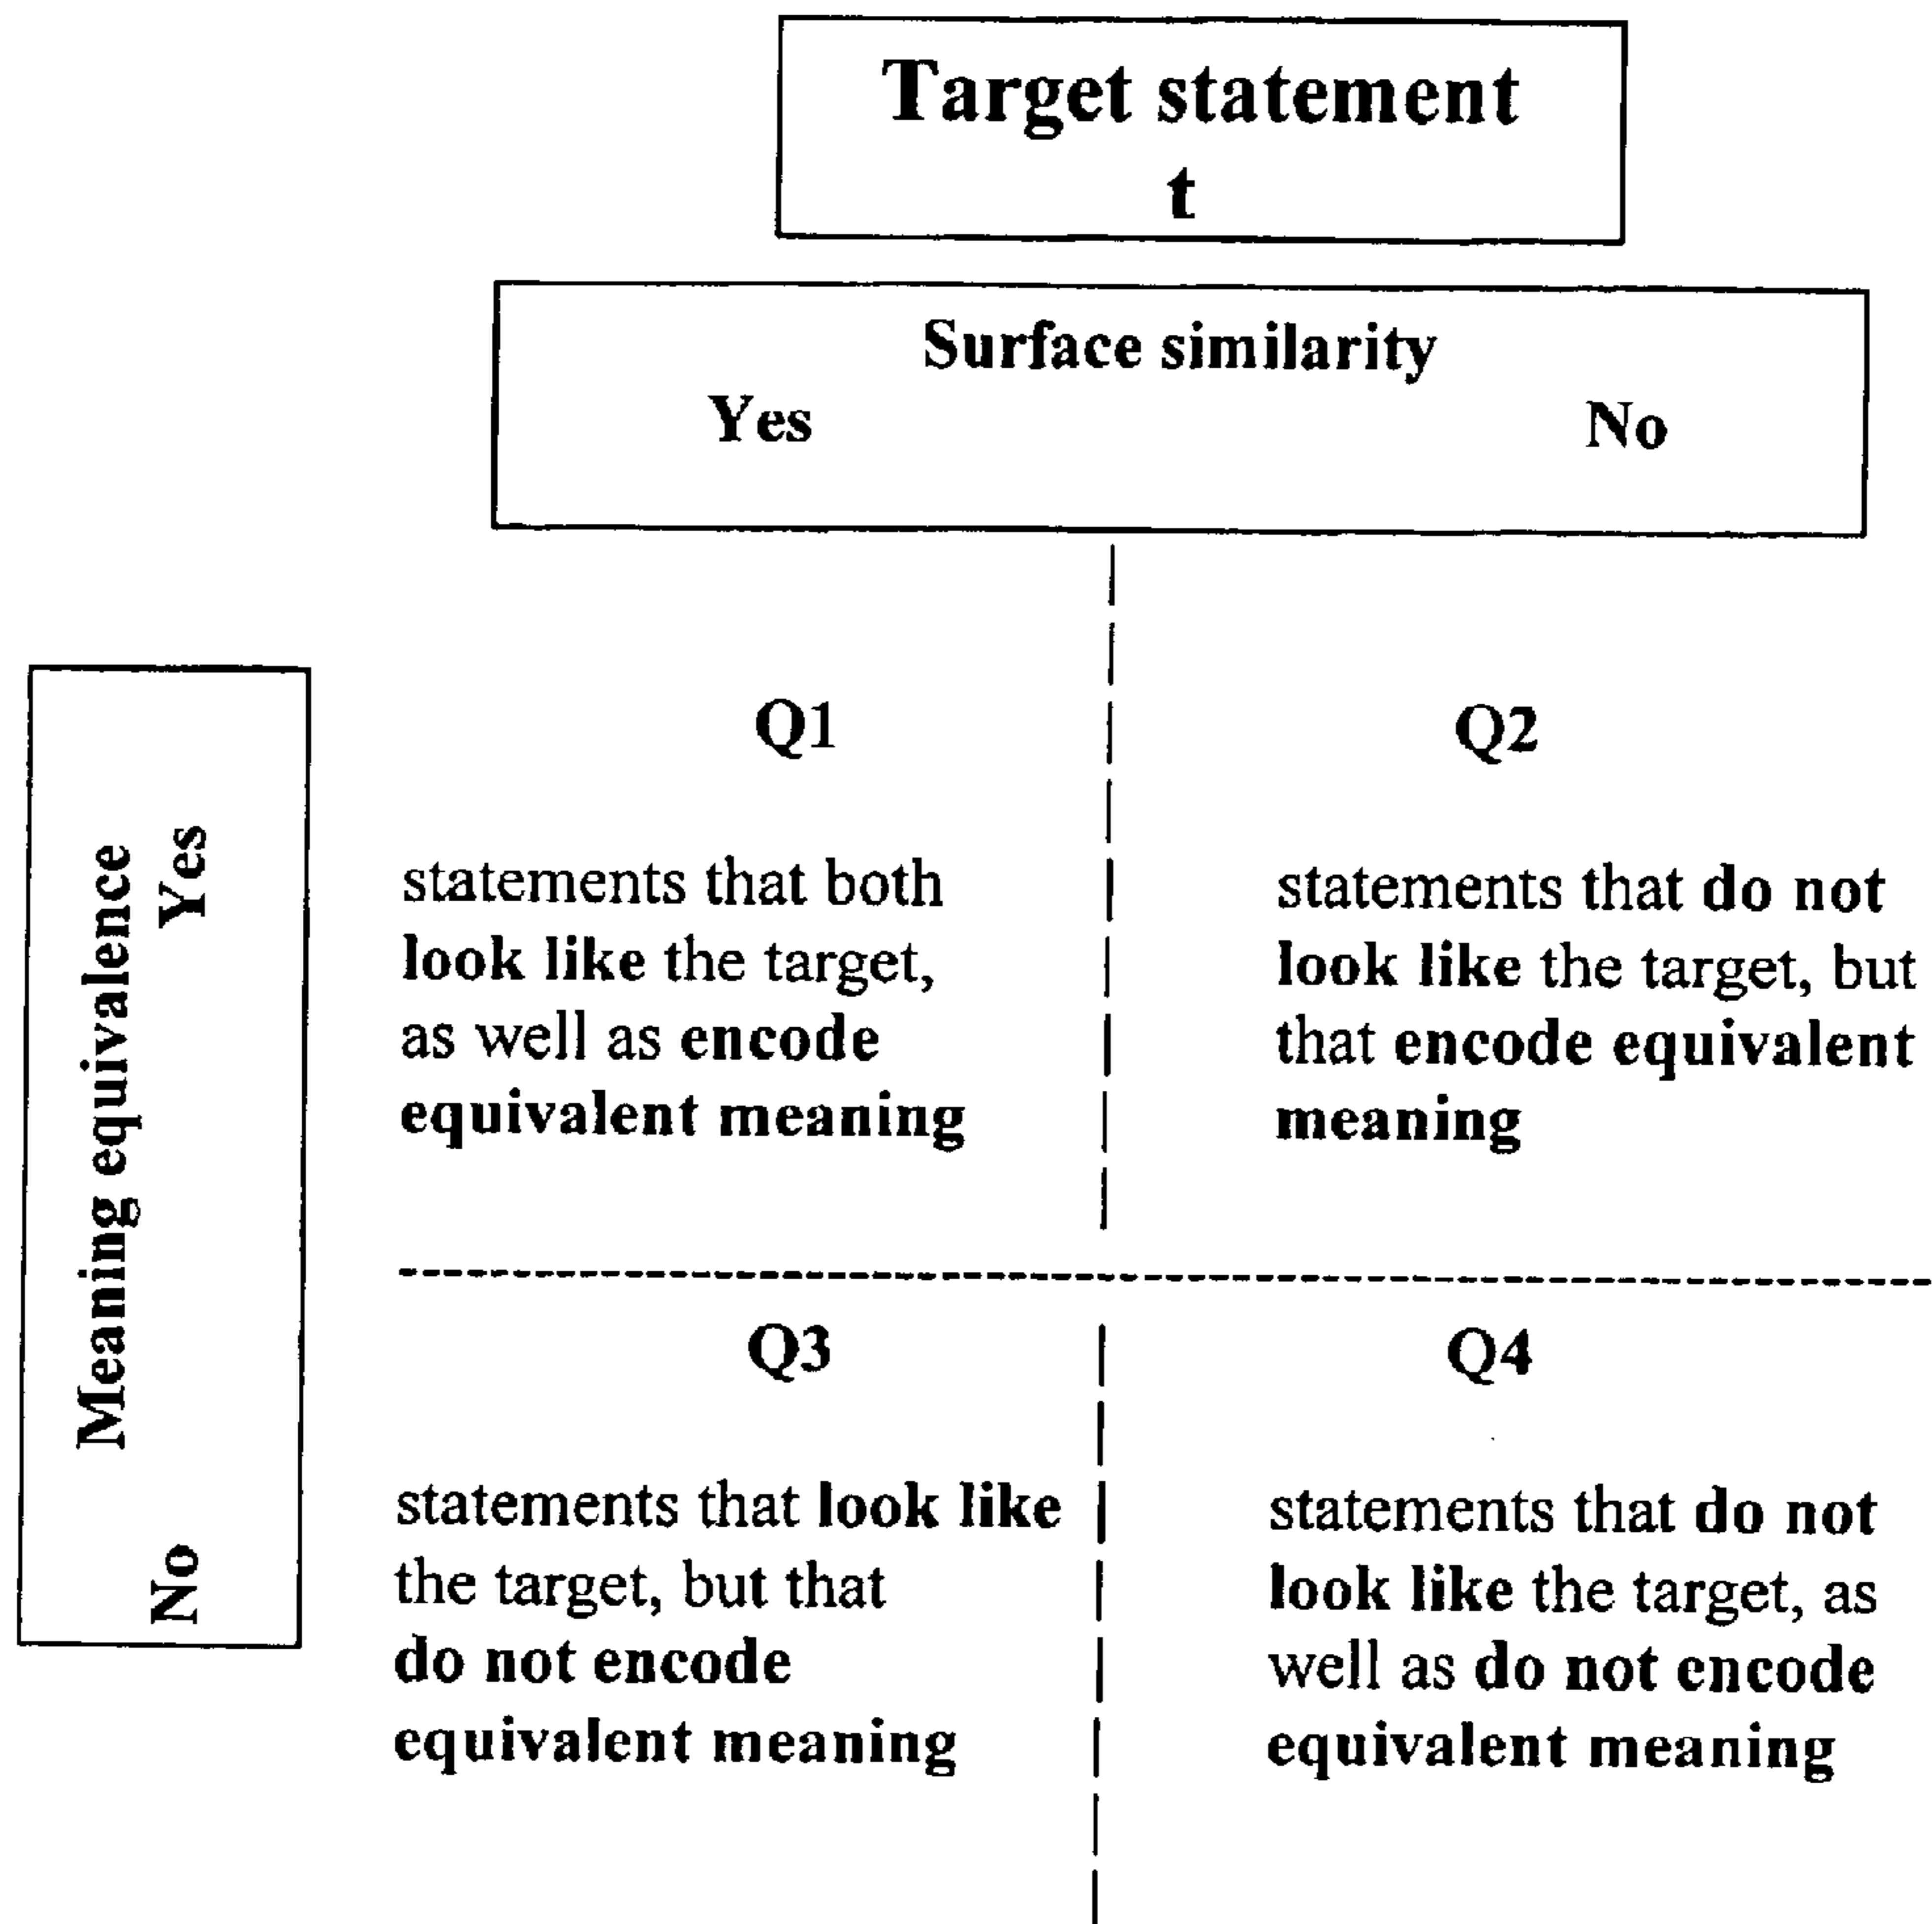 Target statement
t
Surface similarity
Yes No
Meaning equivalence
Yes
No
Q1
statements that both
look like the target,
as well as encode
equivalent meaning
Q2
statements that do not
look like the target, but
that encode equivalent
meaning
Q3
statements that look like
the target, but that
do not encode
equivalent meaning
Q4
statements that do not
look like the target, as
well as do not encode
equivalent meaning